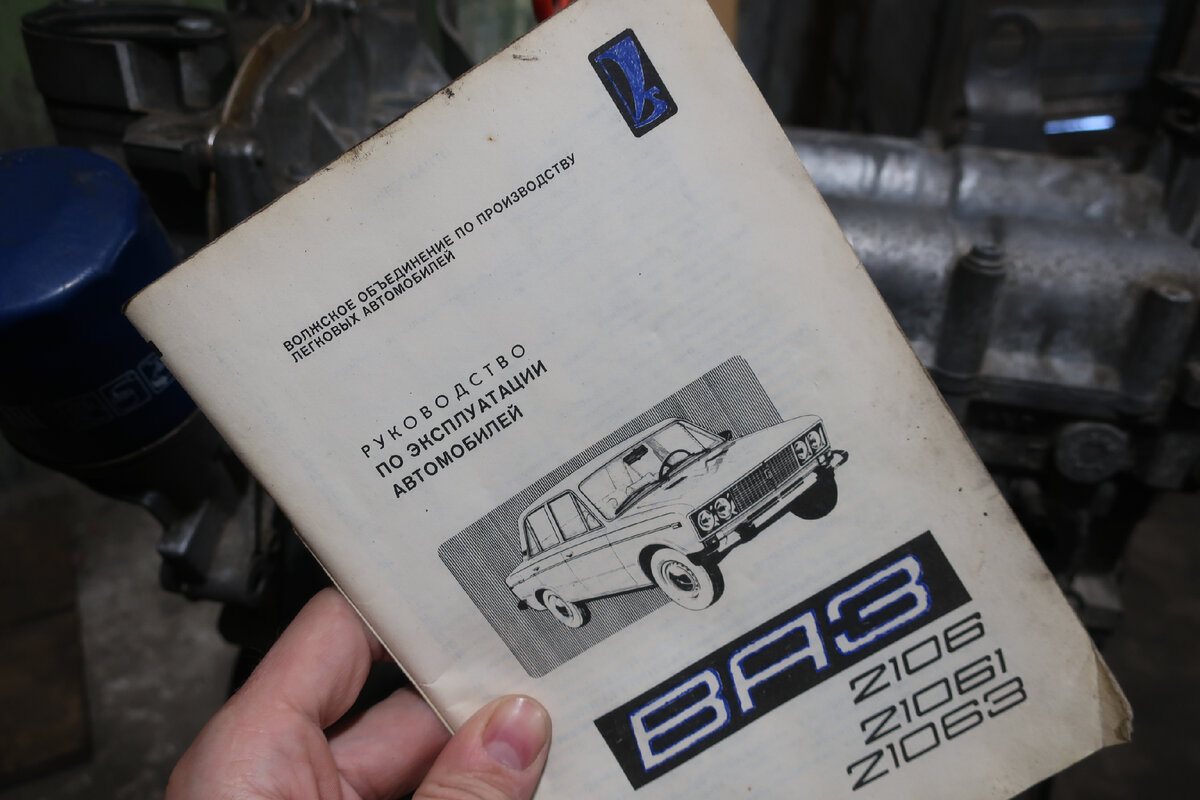 ВОЛЖСКОЕ ОБЪЕДИНЕНИЕ ПО ПРОИЗВОДСТВУ
ЛЕГКОВЫХ АВТОМОБИЛЕЙ
РУКОВОДСТВО
ПО ЭКСПЛУАТАЦИИ
АВТОМОБИЛЕЙ
ВАЗ
2106
21061
21063